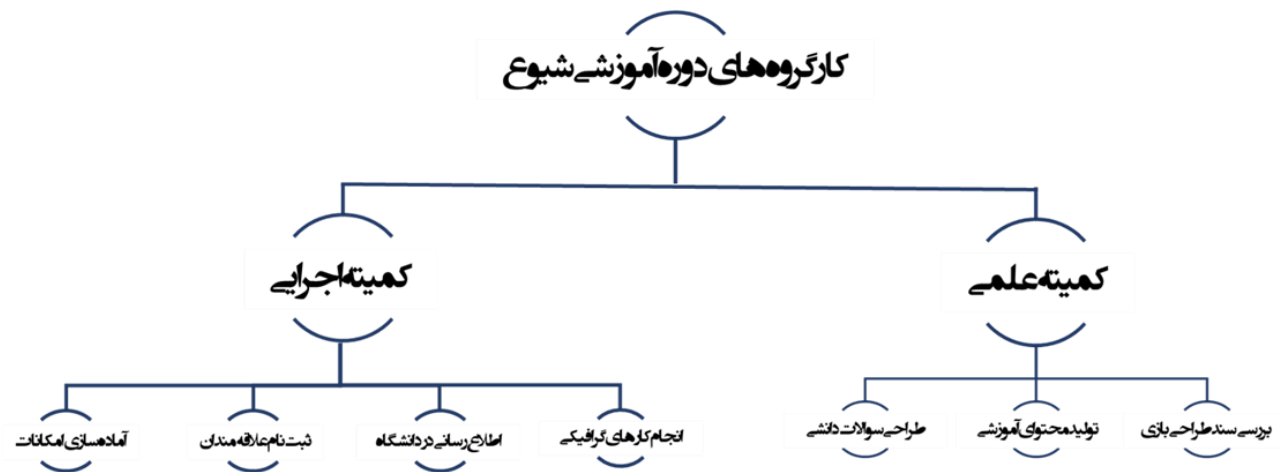 کارگروه‌های دوره آموزشی شیوع
کمیته علمی
کمیته اجرایی
بررسی سند طراحی بازی
تولید محتوای آموزشی
طراحی سوالات دانشی
انجام کارهای گرافیکی
اطلاع رسانی در دانشگاه
ثبت نام علاقه مندان
آماده سازی امکانات